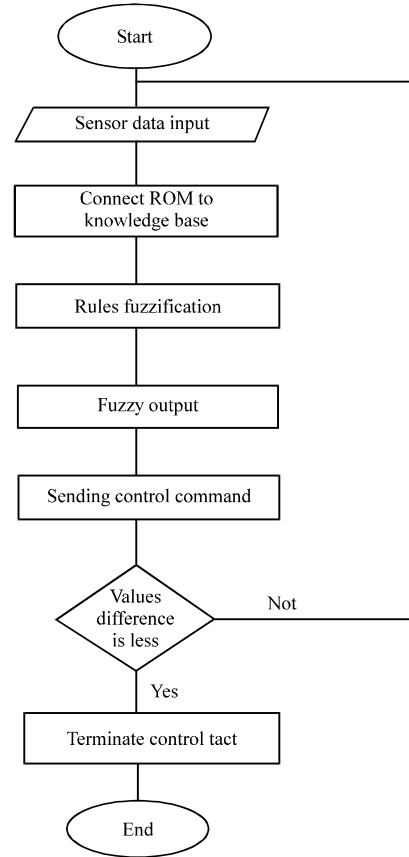 Start
Sensor data input
Connect ROM to
knowledge base
Rules fuzzification
Fuzzy output
Sending control command
Values
difference
is less
Not
Yes
Terminate control tact
End